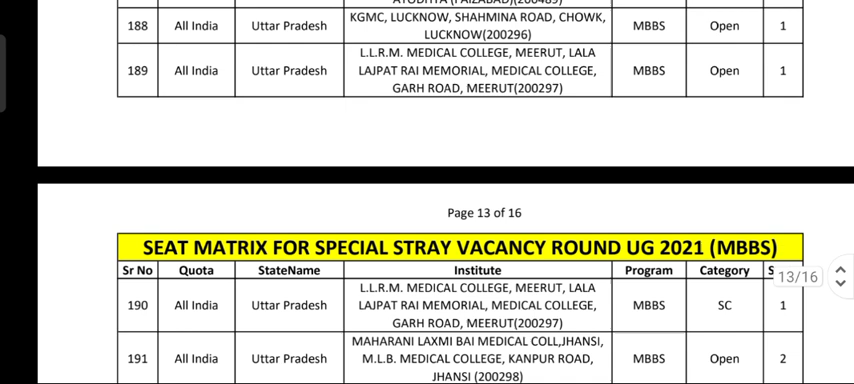 AYODHYA (FAIZABAD)(200489)
188 All India Uttar Pradesh KGMC, LUCKNOW, SHAHMINA ROAD, CHOWK, LUCKNOW(200296) MBBS Open 1
189 All India Uttar Pradesh L.L.R.M. MEDICAL COLLEGE, MEERUT, LALA LAJPAT RAI MEMORIAL, MEDICAL COLLEGE, GARH ROAD, MEERUT(200297) MBBS Open 1
Page 13 of 16
SEAT MATRIX FOR SPECIAL STRAY VACANCY ROUND UG 2021 (MBBS)
Sr No Quota StateName Institute Program Category
13/16
190 All India Uttar Pradesh L.L.R.M. MEDICAL COLLEGE, MEERUT, LALA LAJPAT RAI MEMORIAL, MEDICAL COLLEGE, GARH ROAD, MEERUT(200297) MBBS SC 1
191 All India Uttar Pradesh MAHARANI LAXMI BAI MEDICAL COLL,JHANSI, M.L.B. MEDICAL COLLEGE, KANPUR ROAD, JHANSI (200298) MBBS Open 2